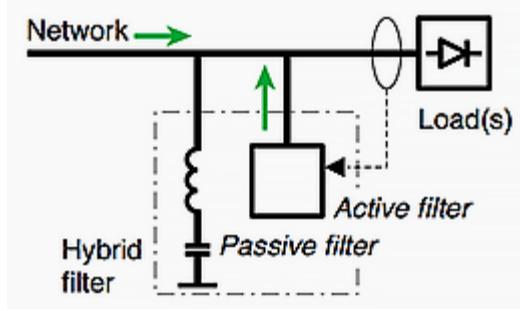 Network
Load(s)
Active filter
Passive filter
Hybrid
filter